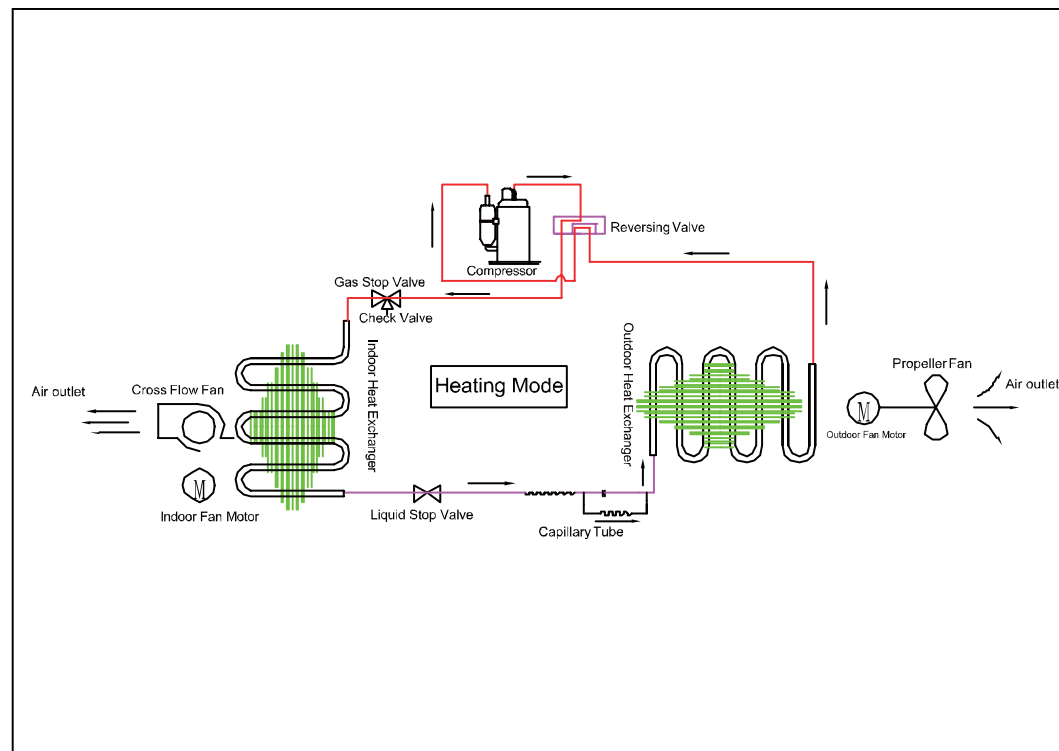 Reversing Valve
Compressor
Gas Stop Valve
Check Valve
Indoor Heat Exchanger
Heating Mode
Outdoor Heat Exchanger
Propeller Fan
Air outlet
Cross Flow Fan
Air outlet
M
Outdoor Fan Motor
M
Indoor Fan Motor
Liquid Stop Valve
Capillary Tube